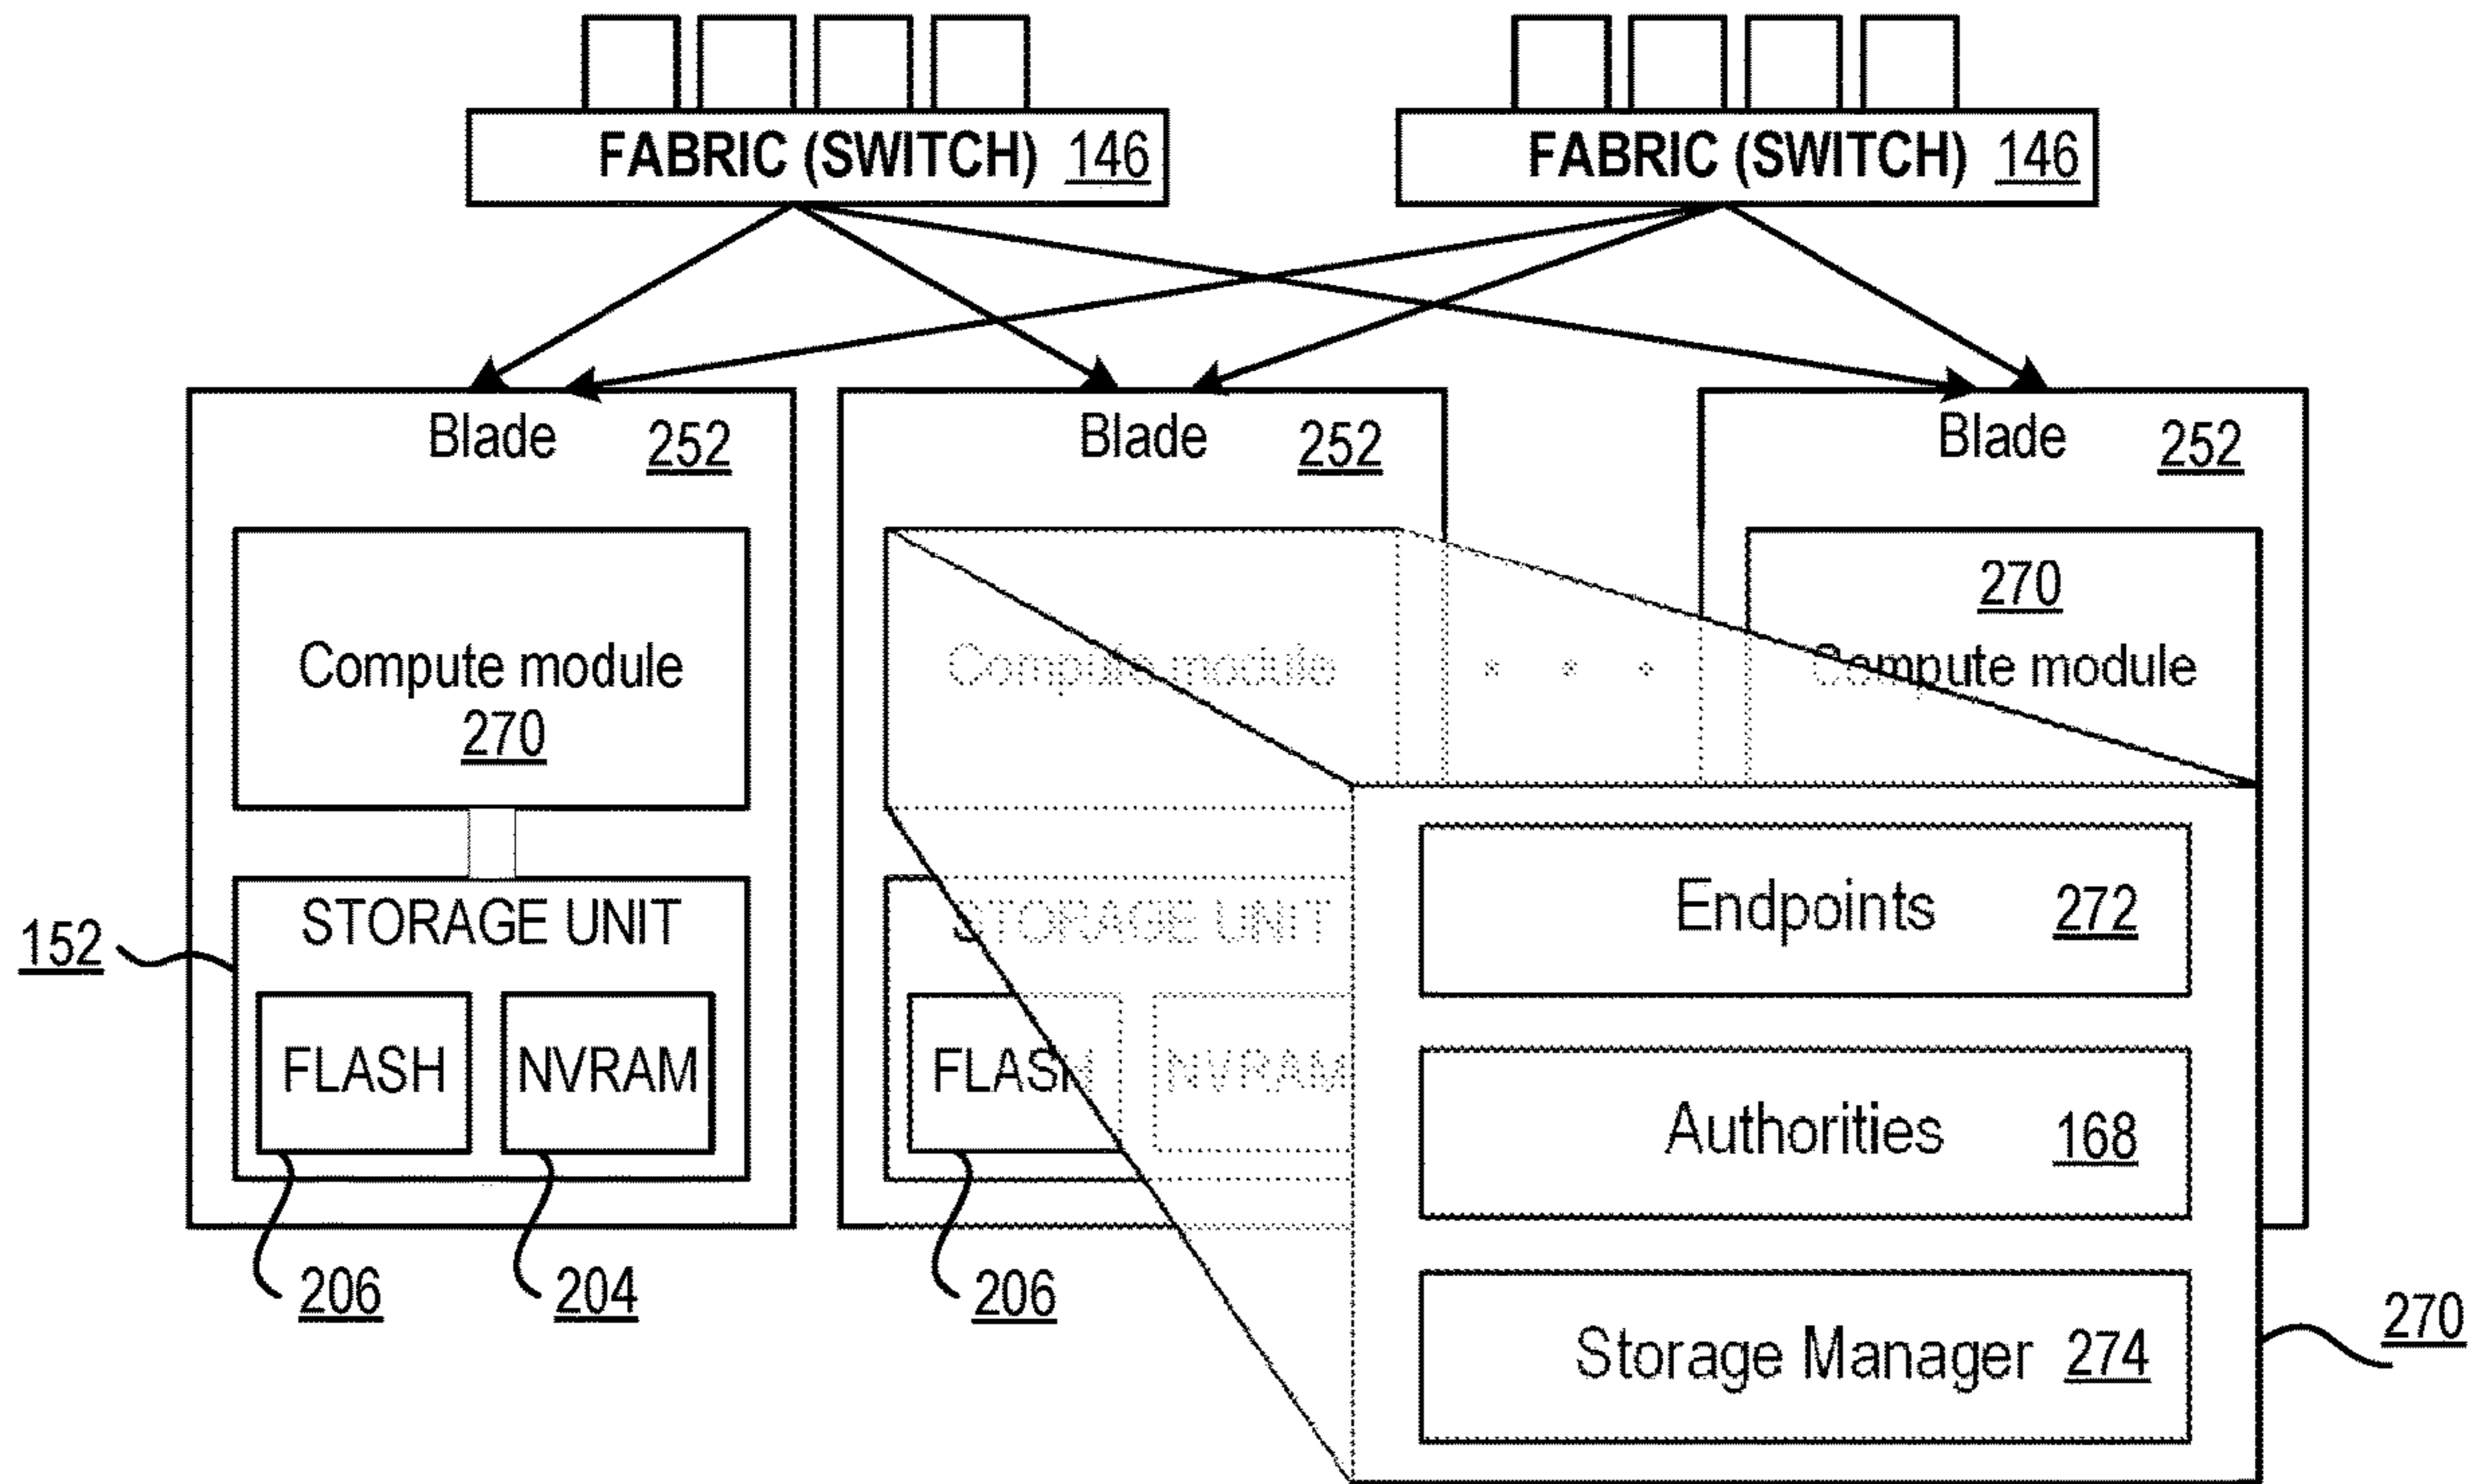 FABRIC (SWITCH) 146
FABRIC (SWITCH) 146
Blade 252
Blade 252
Blade 252
Compute module
270
Compute module
. . .
270
Compute module
152
STORAGE UNIT
FLASH
NVRAM
206
204
STORAGE UNIT
FLASH
NVRAM
206
Endpoints 272
Authorities 168
Storage Manager 274
270